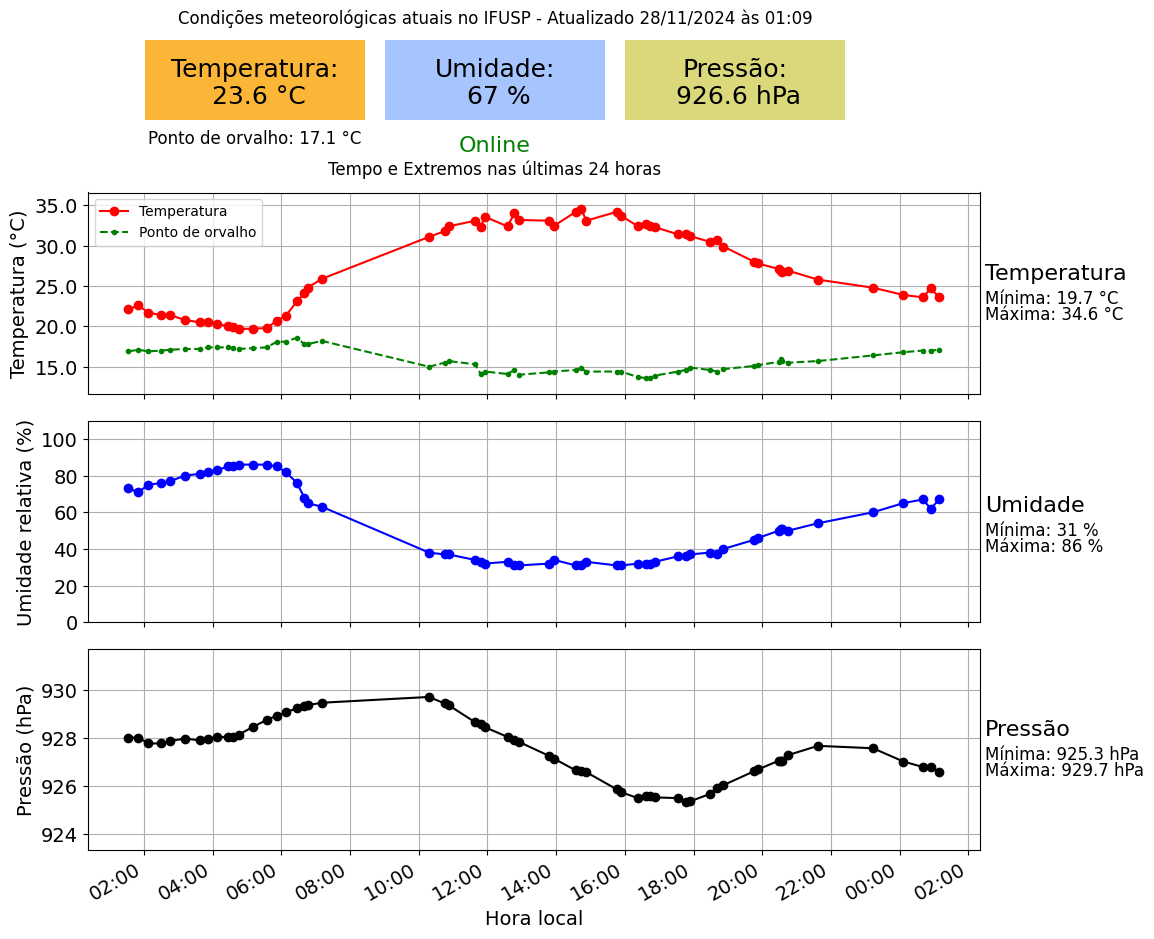 Condições meteorológicas atuais no IFUSP - Atualizado 28/11/2024 às 01:09
Temperatura:
23.6 °C
Umidade:
67 %
Pressão:
926.6 hPa
Ponto de orvalho: 17.1 °C
Online
Tempo e Extremos nas últimas 24 horas
Temperatura (°C)
35.0
30.0
25.0
20.0
15.0
Temperatura
Ponto de orvalho
Temperatura
Mínima: 19.7 °C
Máxima: 34.6 °C
Umidade relativa (%)
100
80
60
40
20
0
Umidade
Mínima: 31 %
Máxima: 86 %
Pressão (hPa)
930
928
926
924
Pressão
Mínima: 925.3 hPa
Máxima: 929.7 hPa
02:00 04:00 06:00 08:00 10:00 12:00 14:00 16:00 18:00 20:00 22:00 00:00 02:00
Hora local